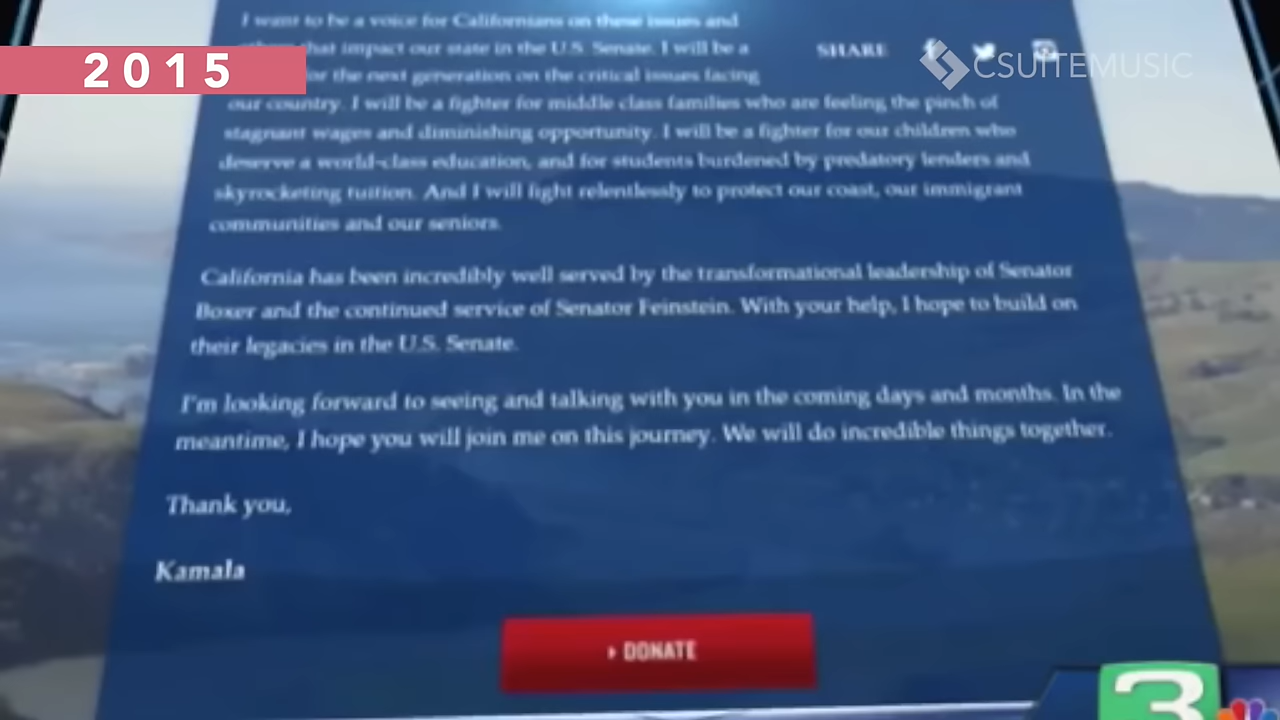 I want to be a voice for Californians on these issues and
2015
that impact our state in the U.S. Senate. I will be a
SHARE
CSUITEMUSIC
for the next generation on the critical issues facing
our country. I will be a fighter for middle class families who are feeling the pinch of
stagnant wages and diminishing opportunity. I will be a fighter for our children who
deserve a world-class education, and for students burdened by predatory lenders and
skyrocketing tuition. And I will fight relentlessly to protect our coast, our immigrant
communities and our seniors.
California has been incredibly well served by the transformational leadership of Senator
Boxer and the continued service of Senator Feinstein. With your help, I hope to build on
their legacies in the U.S. Senate.
I'm looking forward to seeing and talking with you in the coming days and months. In the
meantime, I hope you will join me on this journey. We will do incredible things together.
Thank you,
Kamala
DONATE
3